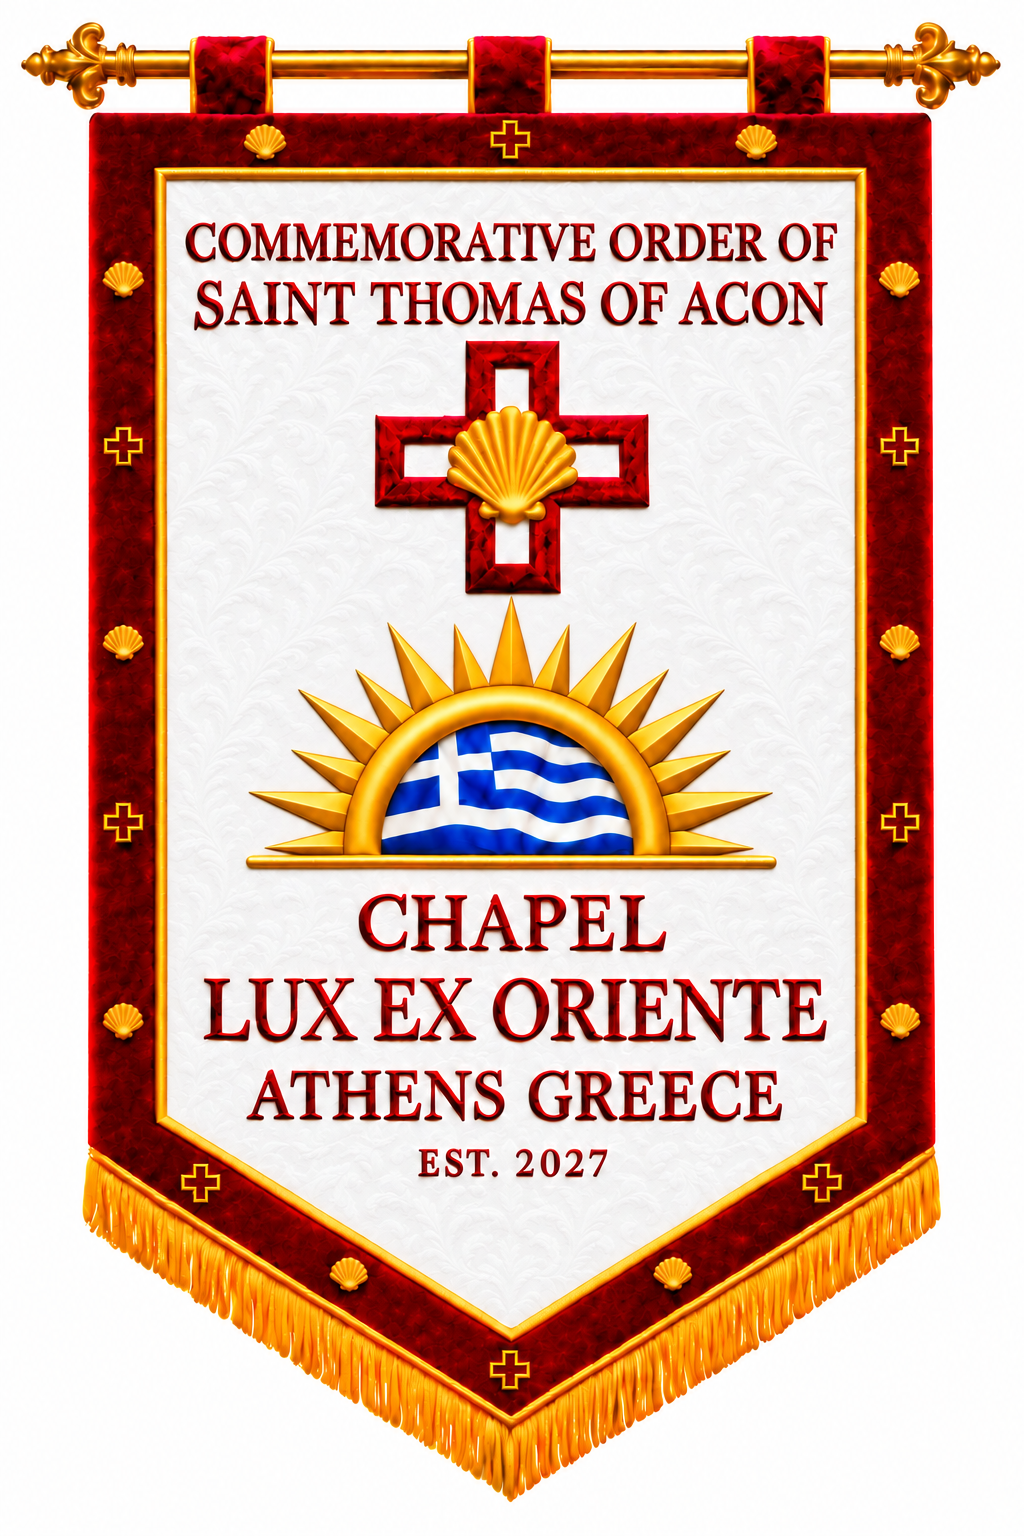 COMMEMORATIVE ORDER OF
SAINT THOMAS OF ACON
CHAPEL
LUX EX ORIENTE
ATHENS GREECE
EST. 2027